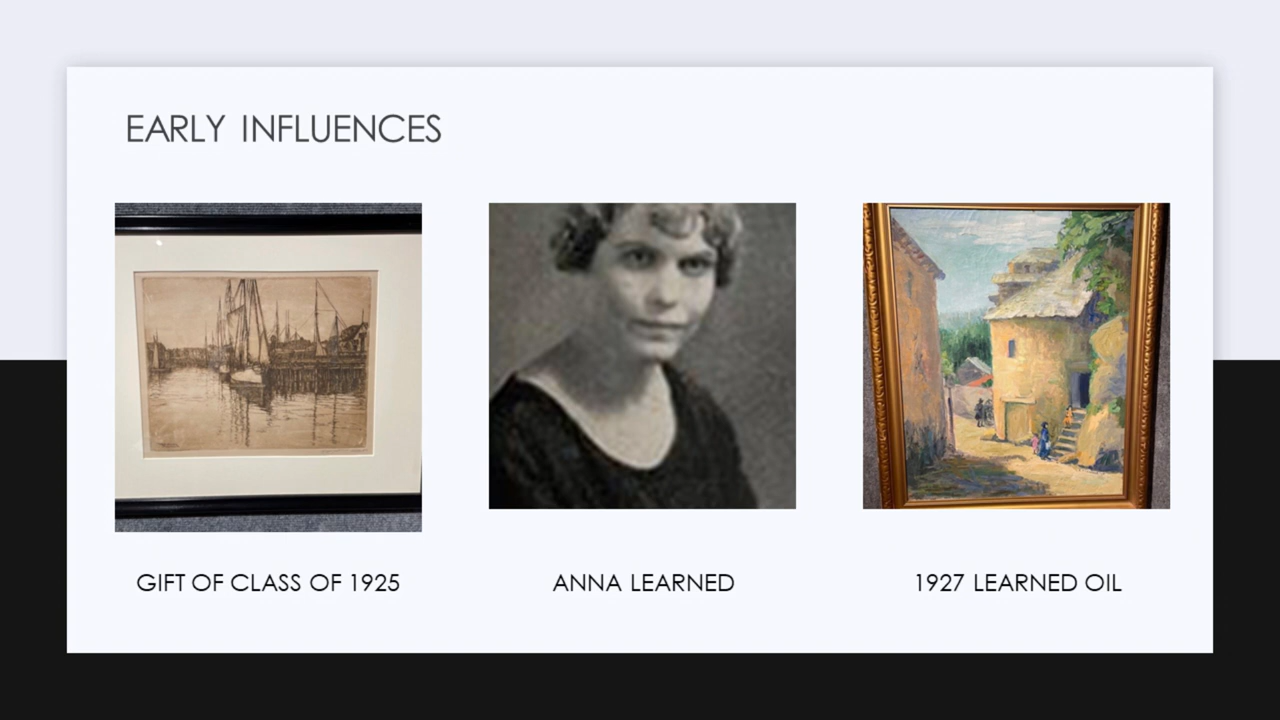 EARLY INFLUENCES
GIFT OF CLASS OF 1925
ANNA LEARNED
1927 LEARNED OIL